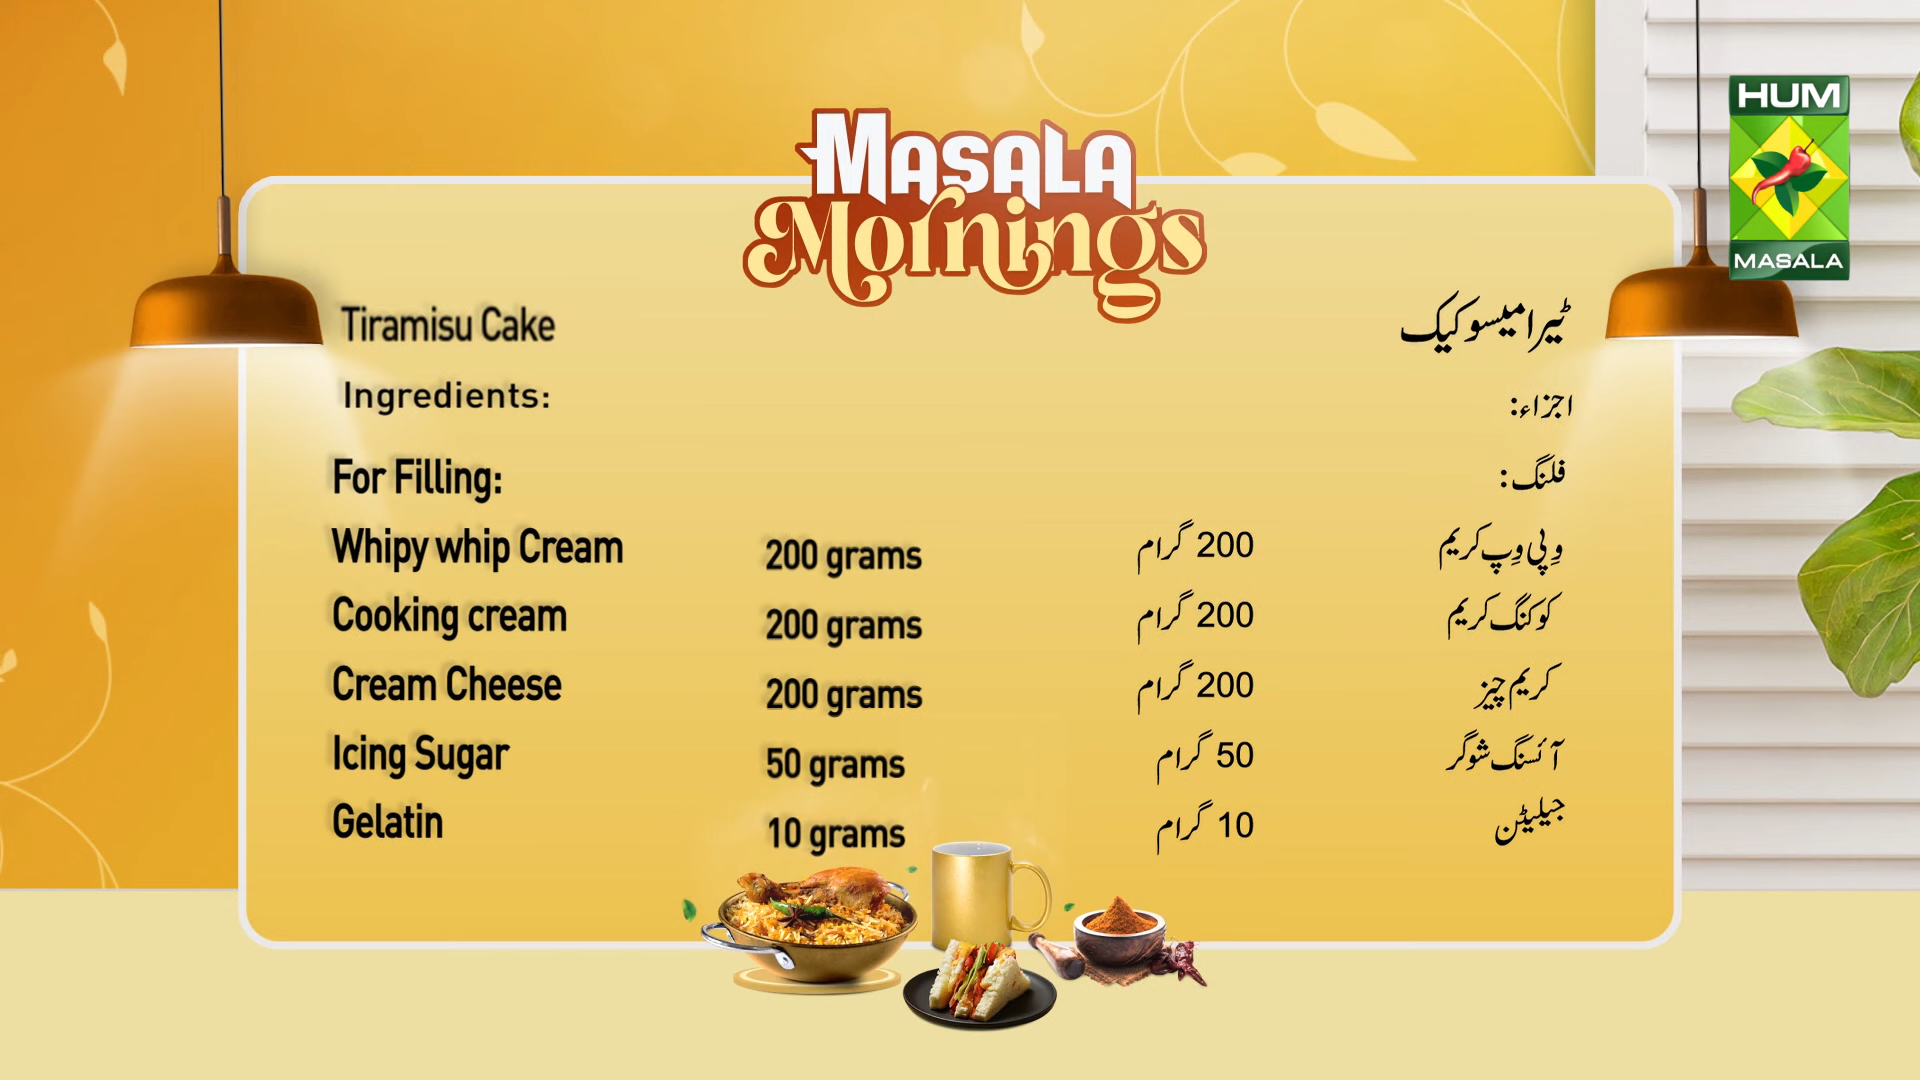 HUM
MASALA
MASALA
Mornings
Tiramisu Cake ٹیرامیسو کیک
Ingredients: اجزاء:
For Filling: فلنگ:
Whipy whip Cream 200 grams 200 گرام وِپی وِپ کریم
Cooking cream 200 grams 200 گرام کوکنگ کریم
Cream Cheese 200 grams 200 گرام کریم چیز
Icing Sugar 50 grams 50 گرام آئسنگ شوگر
Gelatin 10 grams 10 گرام جیلیٹن